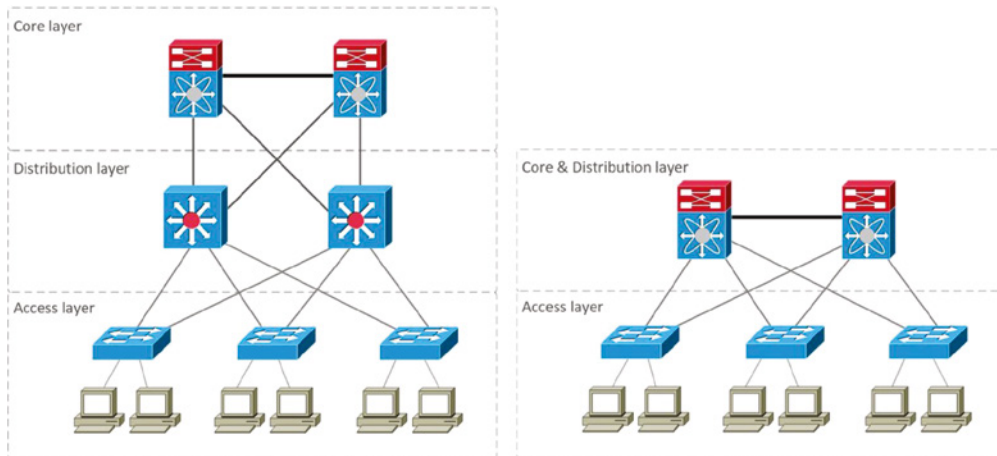 Core layer
Distribution layer
Access layer
Core & Distribution layer
Access layer